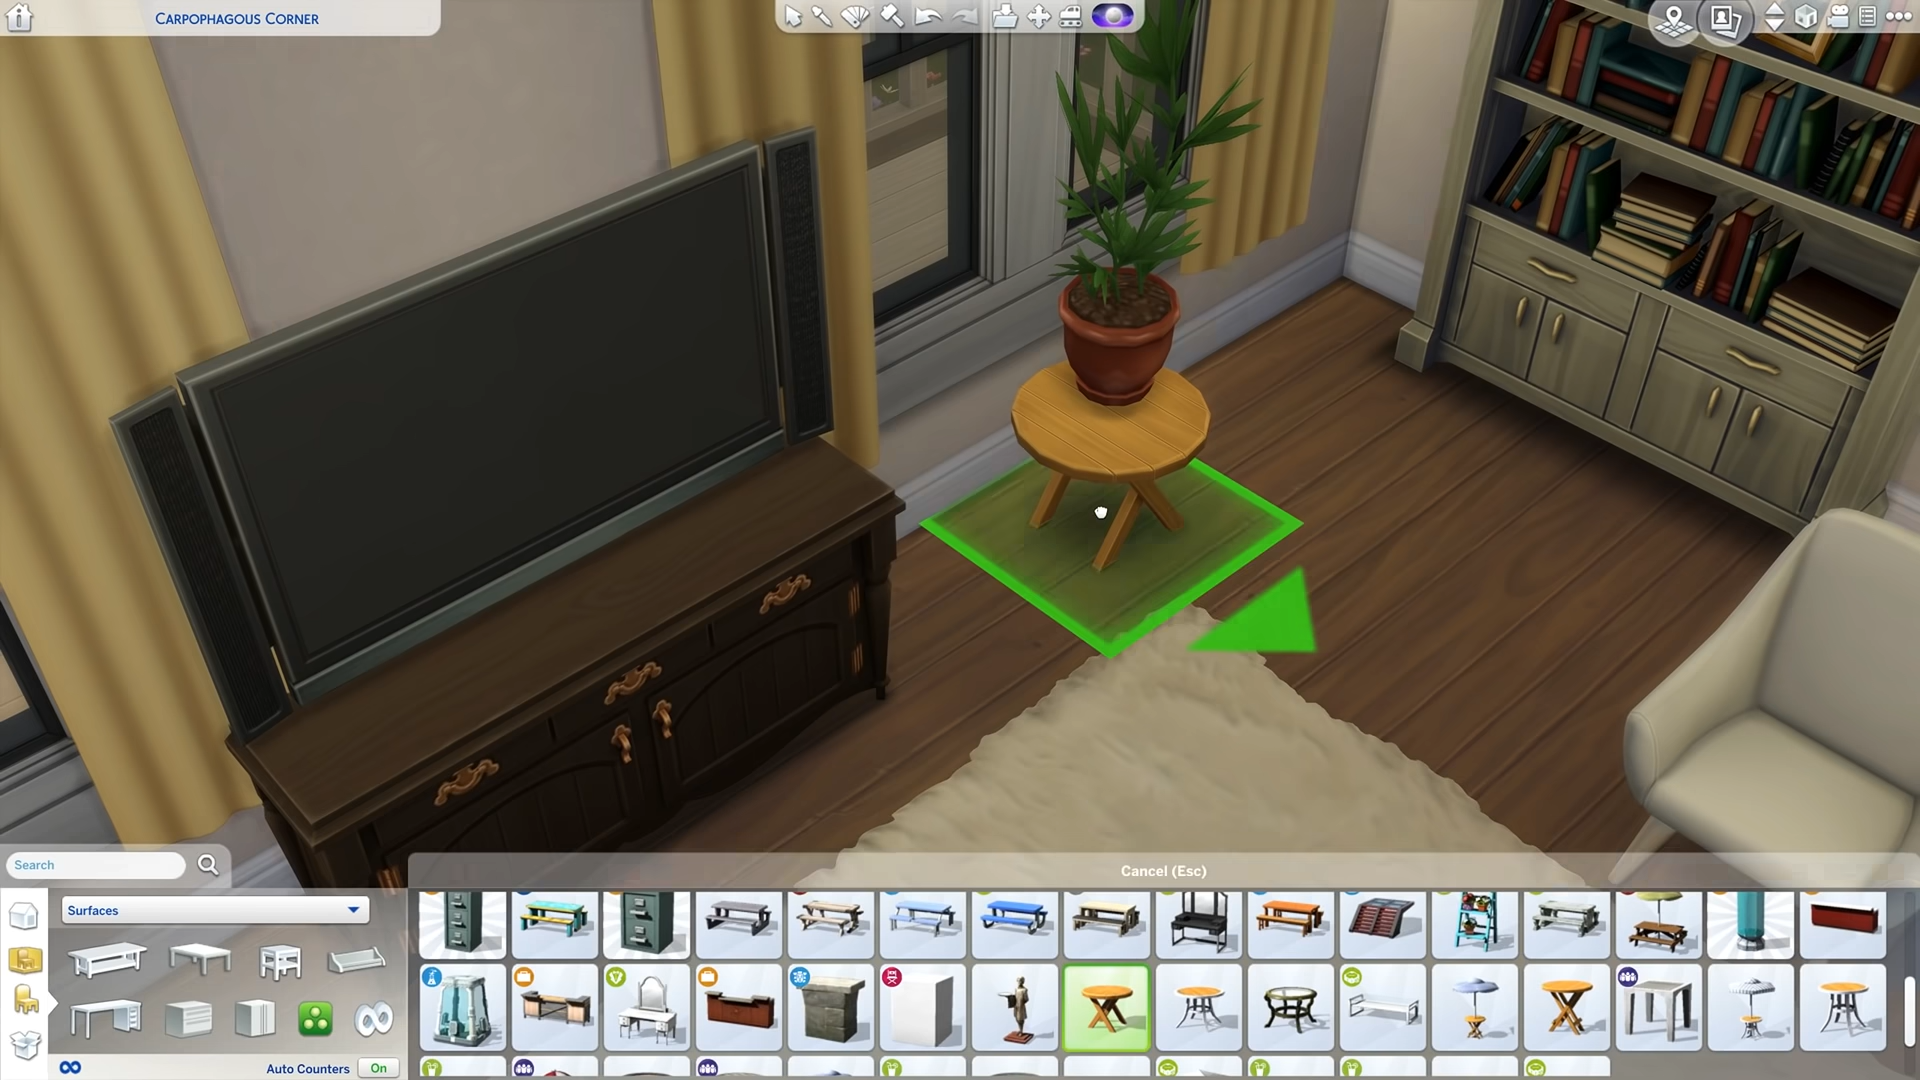 CARPOPHAGOUS CORNER
Search
Cancel (Esc)
Surfaces
Auto Counters On